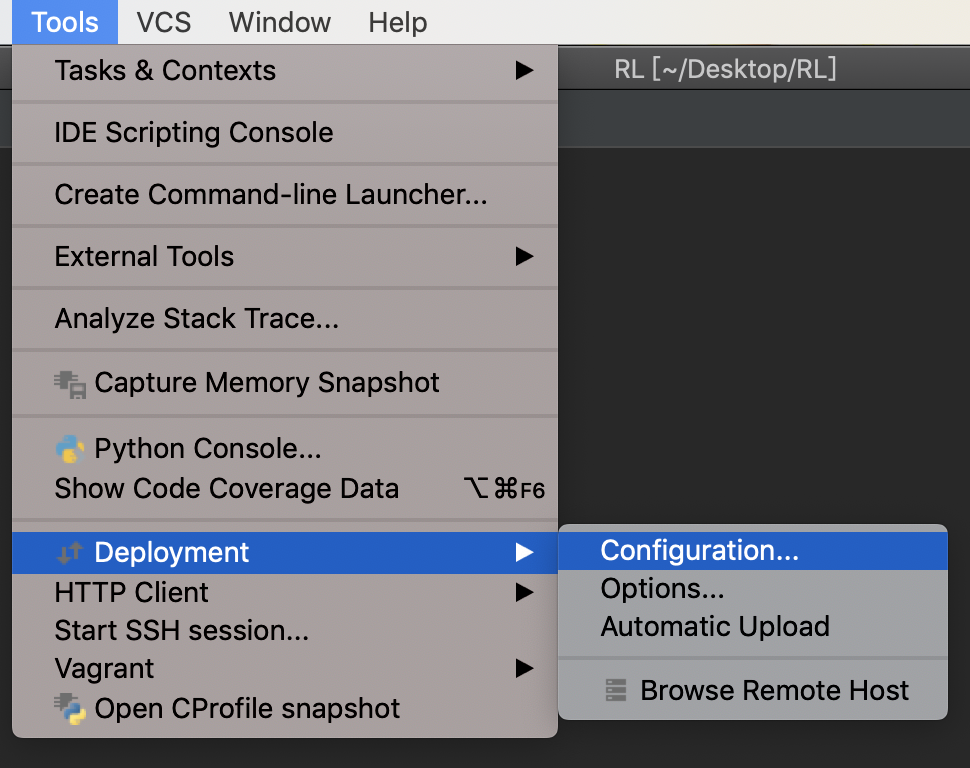 Tools VCS Window Help
RL [~/Desktop/RL]
Tasks & Contexts
IDE Scripting Console
Create Command-line Launcher...
External Tools
Analyze Stack Trace...
Capture Memory Snapshot
Python Console...
Show Code Coverage Data ⌥⌘F6
Deployment
HTTP Client
Start SSH session...
Vagrant
Open CProfile snapshot
Configuration...
Options...
Automatic Upload
Browse Remote Host